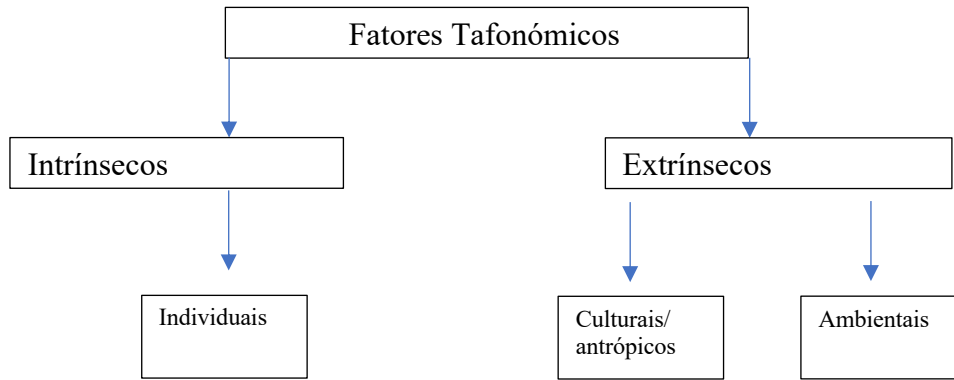 Fatores Tafonómicos
Intrínsecos
Extrínsecos
Individuais
Culturais/
antrópicos
Ambientais